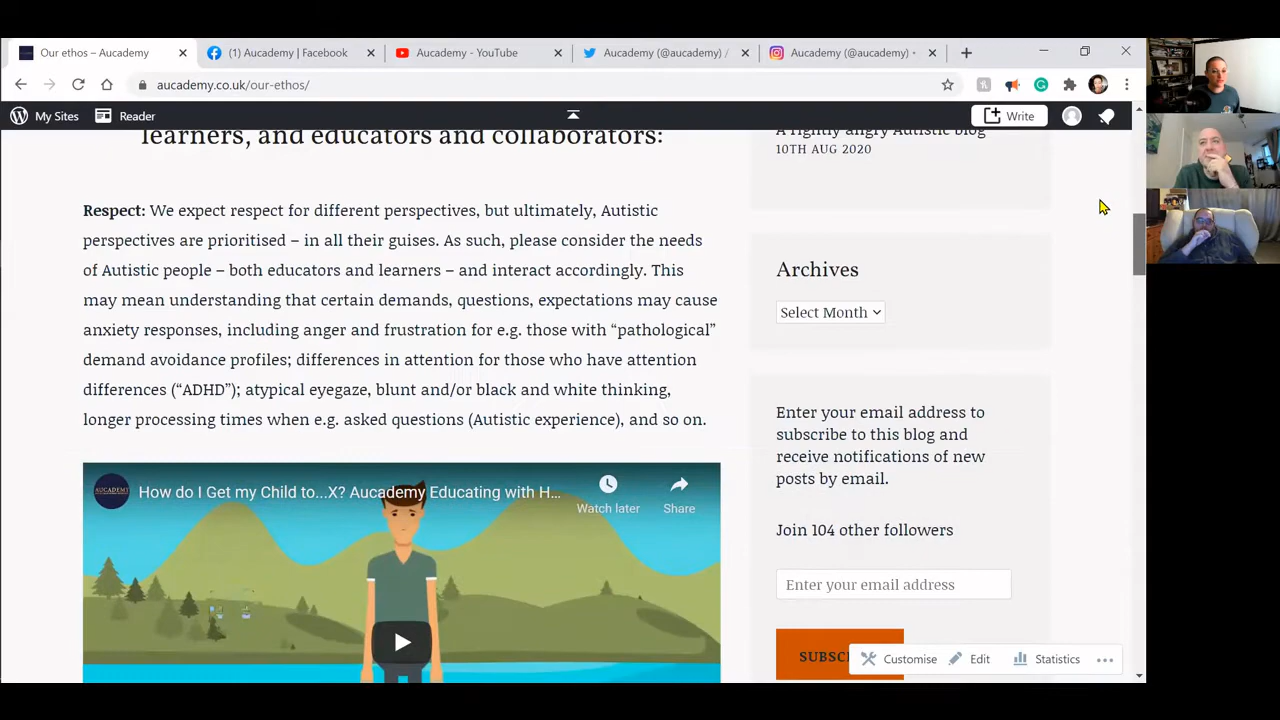 Our ethos – Aucademy
(1) Aucademy | Facebook
Aucademy - YouTube
Aucademy (@aucademy) /
Aucademy (@aucademy) •
aucademy.co.uk/our-ethos/
My Sites
Reader
Write
learners, and educators and collaborators:
Respect: We expect respect for different perspectives, but ultimately, Autistic
perspectives are prioritised – in all their guises. As such, please consider the needs
of Autistic people – both educators and learners – and interact accordingly. This
may mean understanding that certain demands, questions, expectations may cause
anxiety responses, including anger and frustration for e.g. those with “pathological”
demand avoidance profiles; differences in attention for those who have attention
differences (“ADHD”); atypical eyegaze, blunt and/or black and white thinking,
longer processing times when e.g. asked questions (Autistic experience), and so on.
AUCADEMY
How do I Get my Child to...X? Aucademy Educating with H...
Watch later
Share
A rightly angry Autistic blog
10TH AUG 2020
Archives
Select Month
Enter your email address to
subscribe to this blog and
receive notifications of new
posts by email.
Join 104 other followers
Enter your email address
SUBSC
Customise
Edit
Statistics